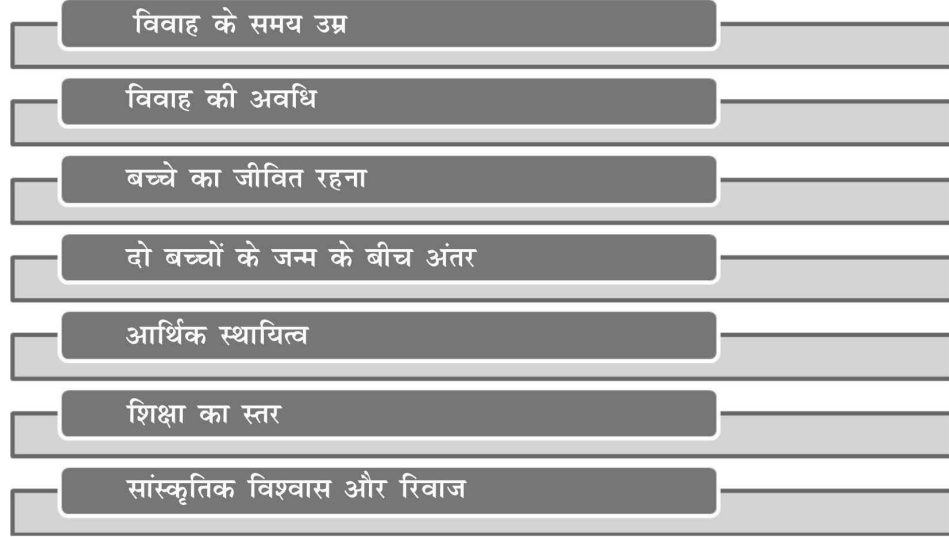 विवाह के समय उम्र
विवाह की अवधि
बच्चे का जीवित रहना
दो बच्चों के जन्म के बीच अंतर
आर्थिक स्थायित्व
शिक्षा का स्तर
सांस्कृतिक विश्वास और रिवाज